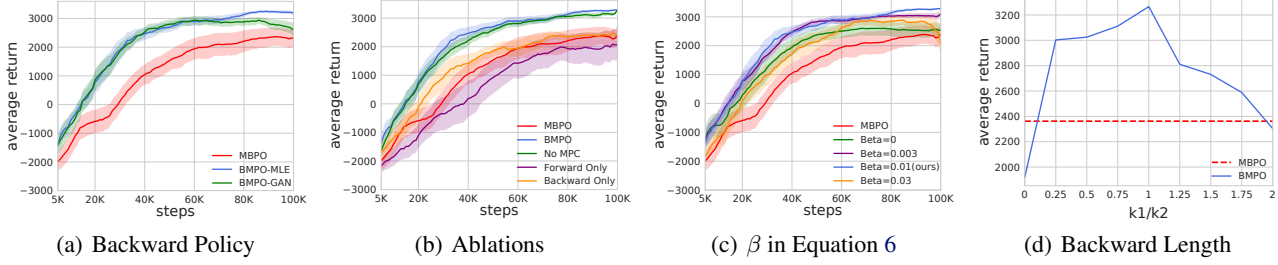 average return
3000
2000
1000
0
−1000
−2000
−3000
MBPO
BMPO-MLE
BMPO-GAN
5K 20K 40K 60K 80K 100K
steps
(a) Backward Policy
average return
3000
2000
1000
0
−1000
−2000
−3000
MBPO
BMPO
No MPC
Forward Only
Backward Only
5K 20K 40K 60K 80K 100K
steps
(b) Ablations
average return
3000
2000
1000
0
−1000
−2000
−3000
MBPO
Beta=0
Beta=0.003
Beta=0.01(ours)
Beta=0.03
5K 20K 40K 60K 80K 100K
steps
(c) β in Equation 6
average return
3200
3000
2800
2600
2400
2200
2000
MBPO
BMPO
0 0.25 0.5 0.75 1 1.25 1.5 1.75 2
k1/k2
(d) Backward Length